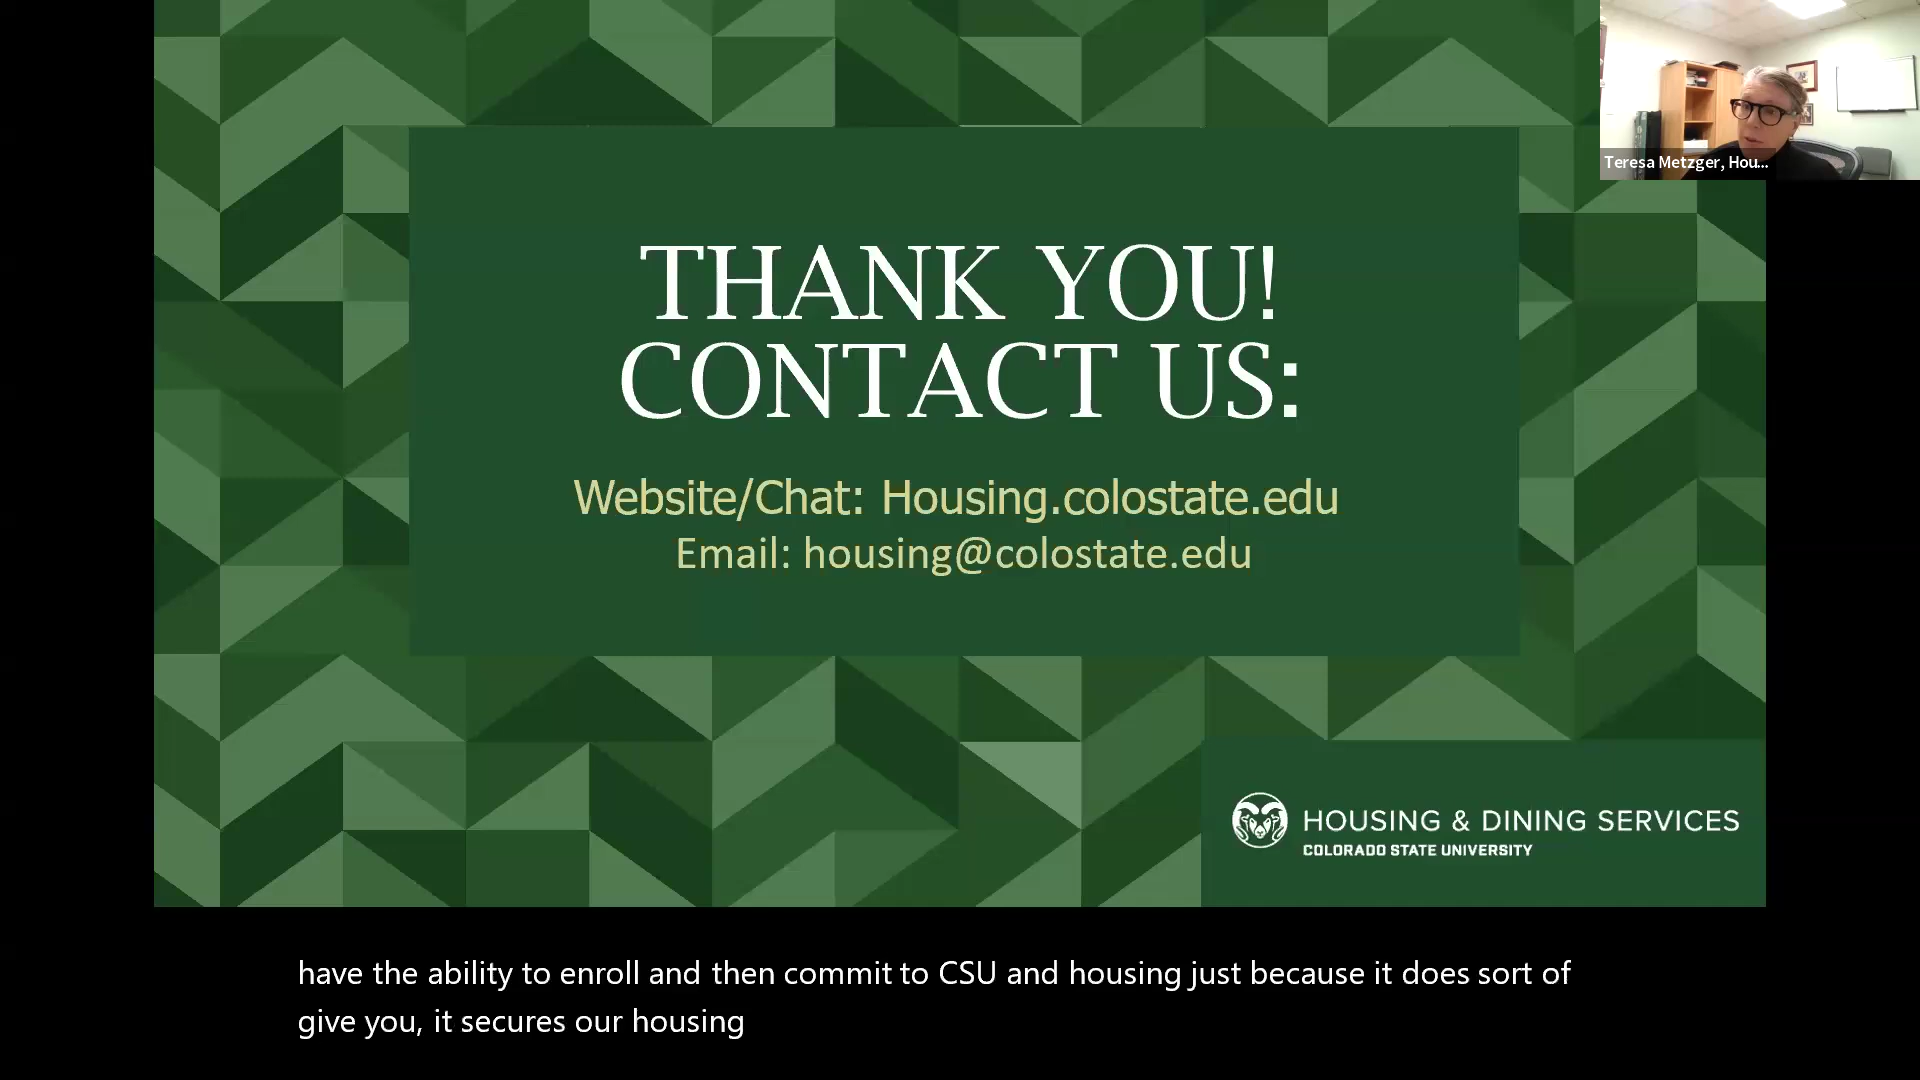 Teresa Metzger, Hou...
THANK YOU!
CONTACT US:
Website/Chat: Housing.colostate.edu
Email: housing@colostate.edu
HOUSING & DINING SERVICES
COLORADO STATE UNIVERSITY
have the ability to enroll and then commit to CSU and housing just because it does sort of
give you, it secures our housing